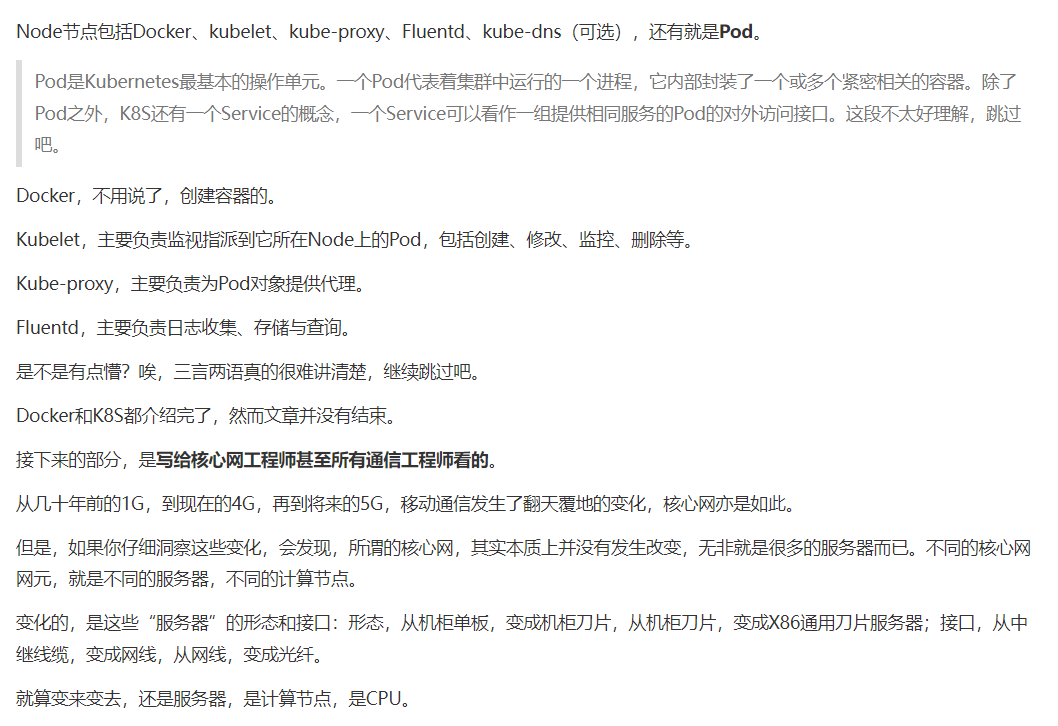 Node节点包括Docker、kubelet、kube-proxy、Fluentd、kube-dns（可选），还有就是Pod。
Pod是Kubernetes最基本的操作单元。一个Pod代表着集群中运行的一个进程，它内部封装了一个或多个紧密相关的容器。除了
Pod之外，K8S还有一个Service的概念，一个Service可以看作一组提供相同服务的Pod的对外访问接口。这段不太好理解，跳过
吧。
Docker，不用说了，创建容器的。
Kubelet，主要负责监视指派到它所在Node上的Pod，包括创建、修改、监控、删除等。
Kube-proxy，主要负责为Pod对象提供代理。
Fluentd，主要负责日志收集、存储与查询。
是不是有点懵？唉，三言两语真的很难讲清楚，继续跳过吧。
Docker和K8S都介绍完了，然而文章并没有结束。
接下来的部分，是写给核心网工程师甚至所有通信工程师看的。
从几十年前的1G，到现在的4G，再到将来的5G，移动通信发生了翻天覆地的变化，核心网亦是如此。
但是，如果你仔细洞察这些变化，会发现，所谓的核心网，其实本质上并没有发生改变，无非就是很多的服务器而已。不同的核心网
网元，就是不同的服务器，不同的计算节点。
变化的，是这些“服务器”的形态和接口：形态，从机柜单板，变成机柜刀片，从机柜刀片，变成X86通用刀片服务器；接口，从中
继线缆，变成网线，从网线，变成光纤。
就算变来变去，还是服务器，是计算节点，是CPU。